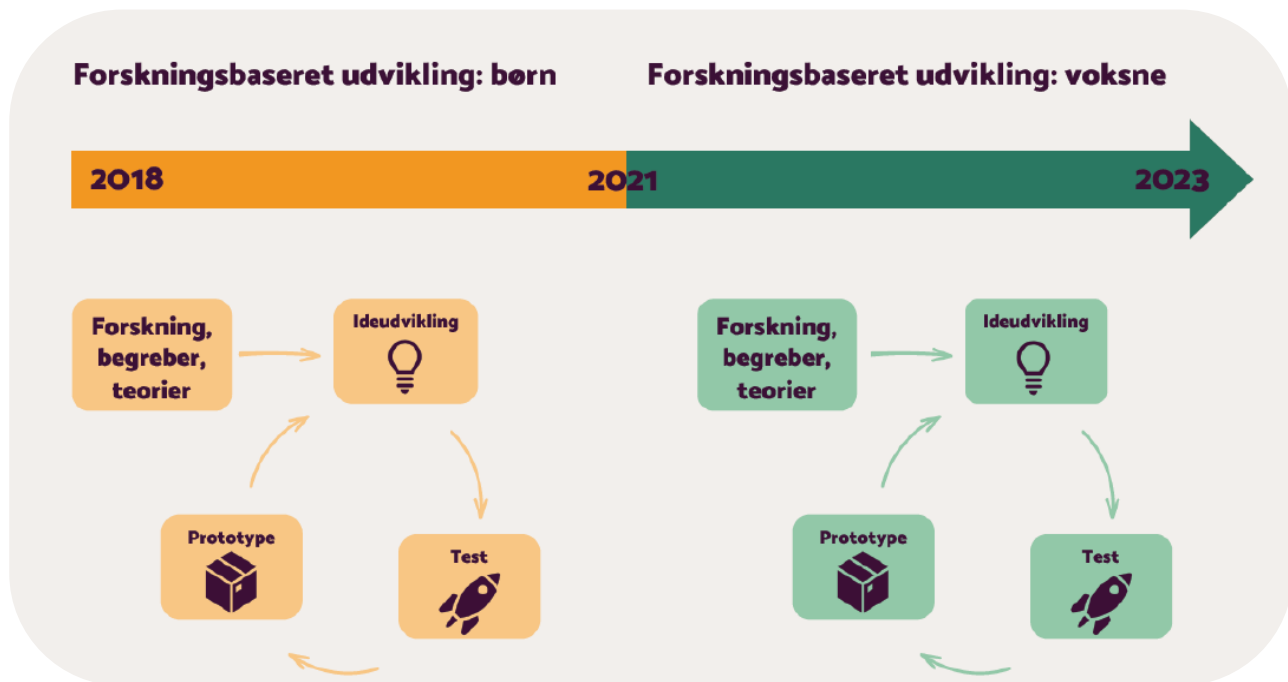 Forskningsbaseret udvikling: børn
Forskningsbaseret udvikling: voksne
2018
2021
2023
Forskning,
begreber,
teorier
Ideudvikling
Prototype
Test
Forskning,
begreber,
teorier
Ideudvikling
Prototype
Test